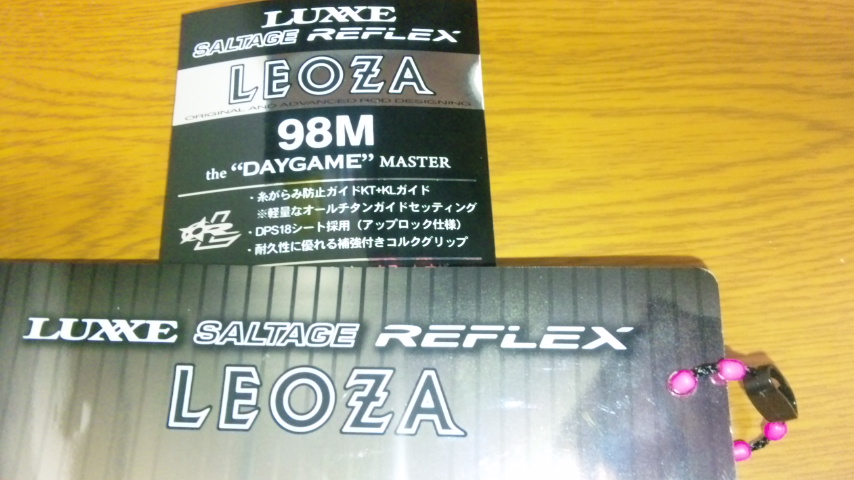 LUXXE
SALTAGE REFLEX
LEOZA
ORIGINAL AND ADVANCED ROD DESIGNING
98M
the “DAYGAME” MASTER
・糸がらみ防止ガイドKT+KLガイド
※軽量なオールチタンガイドセッティング
・DPS18シート採用（アップロック仕様）
・耐久性に優れる補強付きコルクグリップ
LUXXE SALTAGE REFLEX
LEOZA